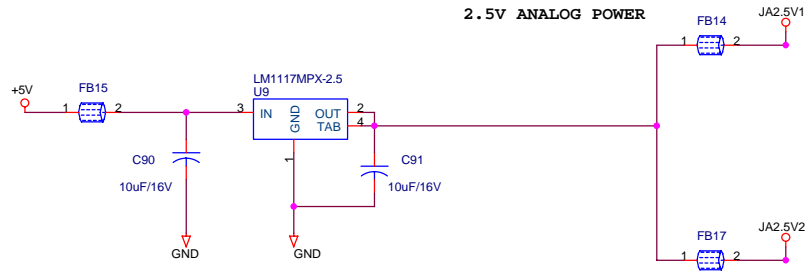 2.5V ANALOG POWER
JA2.5V1
FB14
1
2
+5V
FB15
1
2
LM1117MPX-2.5
U9
3
IN
OUT
2
GND
TAB
4
1
C90
10uF/16V
C91
10uF/16V
GND
GND
JA2.5V2
FB17
1
2